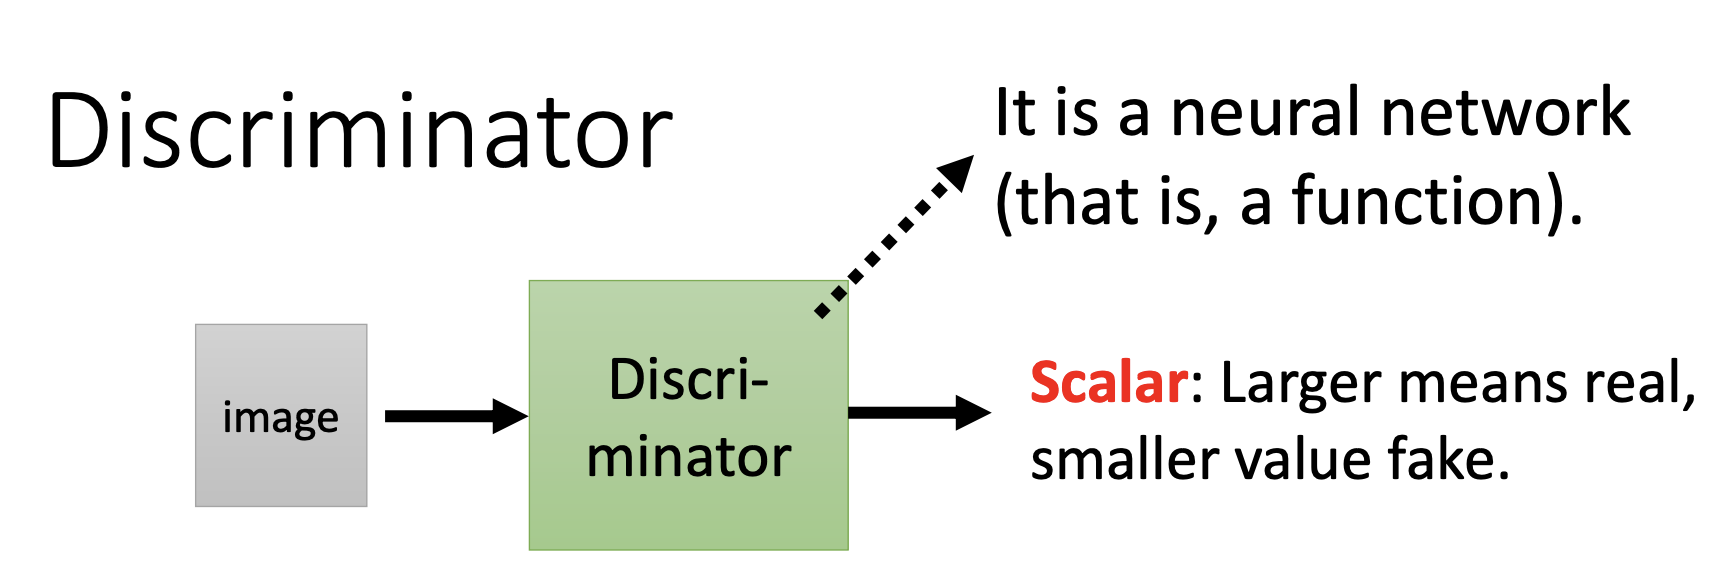 Discriminator
It is a neural network
(that is, a function).
image
Discri-
minator
Scalar: Larger means real,
smaller value fake.